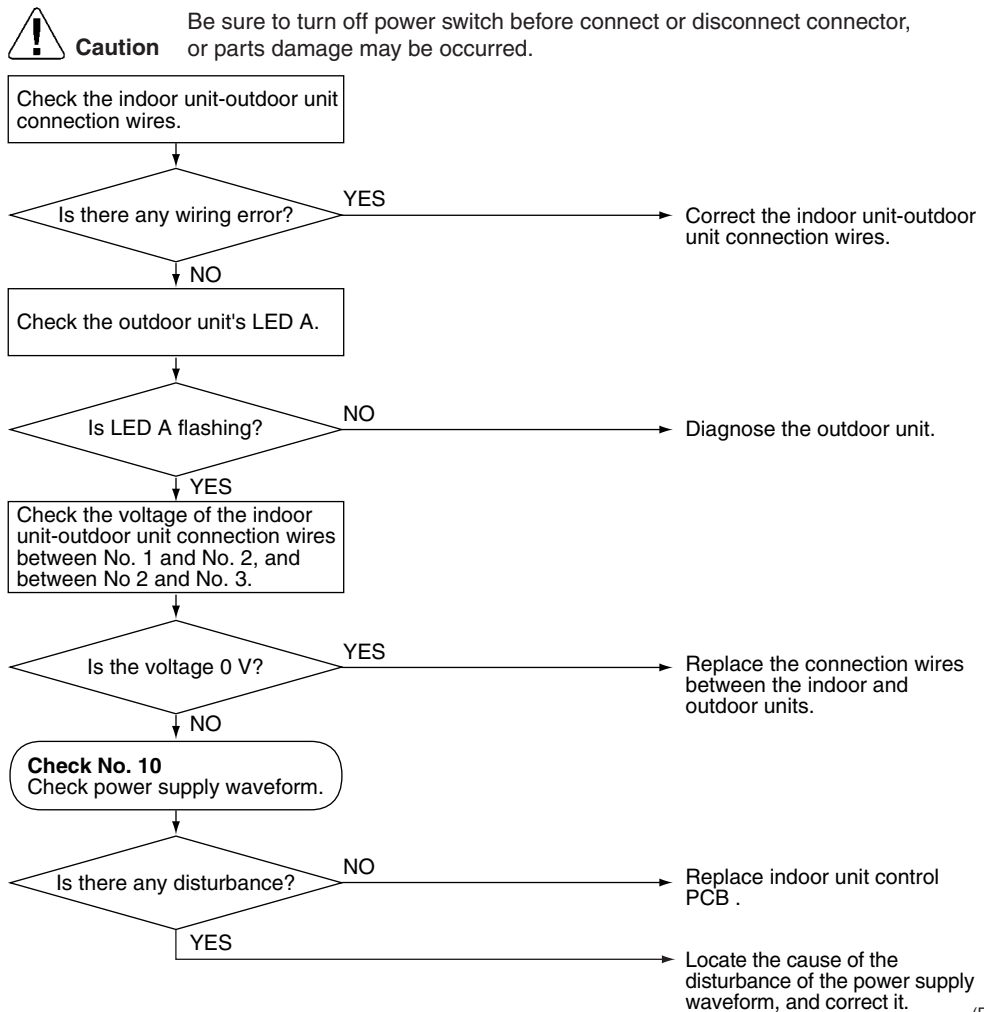 Be sure to turn off power switch before connect or disconnect connector,
Caution or parts damage may be occurred.
Check the indoor unit-outdoor unit
connection wires.
Is there any wiring error?
YES
Correct the indoor unit-outdoor
unit connection wires.
NO
Check the outdoor unit's LED A.
Is LED A flashing?
NO
Diagnose the outdoor unit.
YES
Check the voltage of the indoor
unit-outdoor unit connection wires
between No. 1 and No. 2, and
between No 2 and No. 3.
Is the voltage 0 V?
YES
Replace the connection wires
between the indoor and
outdoor units.
NO
Check No. 10
Check power supply waveform.
Is there any disturbance?
NO
Replace indoor unit control
PCB .
YES
Locate the cause of the
disturbance of the power supply
waveform, and correct it.